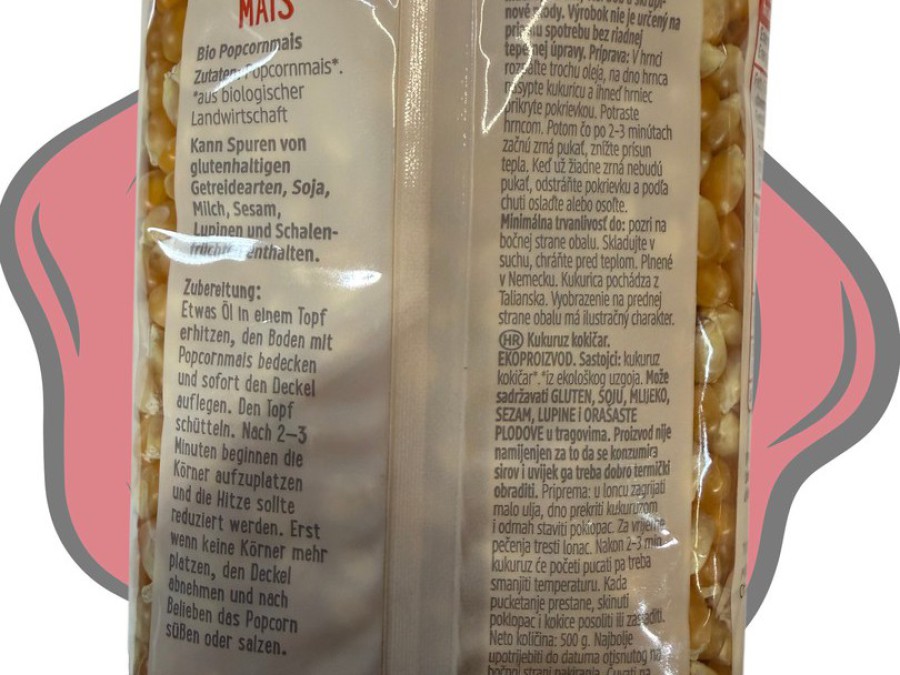 MAIS
Bio Popcornmais
Zutaten: Popcornmais*.
*aus biologischer
Landwirtschaft
Kann Spuren von
glutenhaltigen
Getreidearten, Soja,
Milch, Sesam,
Lupinen und Schalen-
früchten enthalten.
Zubereitung:
Etwas Öl in einem Topf
erhitzen, den Boden mit
Popcornmais bedecken
und sofort den Deckel
auflegen. Den Topf
schütteln. Nach 2-3
Minuten beginnen die
Körner aufzuplatzen
und die Hitze sollte
reduziert werden. Erst
wenn keine Körner mehr
platzen, den Deckel
abnehmen und nach
Belieben das Popcorn
süßen oder salzen.
nové plody. Výrobok nie je určený na
priamu spotrebu bez riadnej
tepelnej úpravy. Príprava: V hrnci
rozpáľte trochu oleja, na dno hrnca
nasypte kukuricu a ihneď hrniec
prikryte pokrievkou. Potraste
hrncom. Potom čo po 2-3 minútach
začnú zrná pukať, znížte prísun
tepla. Keď už žiadne zrná nebudú
pukať, odstráňte pokrievku a podľa
chuti oslaďte alebo osoľte.
Minimálna trvanlivosť do: pozri na
bočnej strane obalu. Skladujte v
suchu, chráňte pred teplom. Plnené
v Nemecku. Kukurica pochádza z
Talianska. Vyobrazenie na prednej
strane obalu má ilustračný charakter.
HR Kukuruz kokičar.
EKOPROIZVOD. Sastojci: kukuruz
kokičar*. *iz ekološkog uzgoja. Može
sadržavati GLUTEN, SOJU, MLIJEKO,
SEZAM, LUPINE i ORAŠASTE
PLODOVE u tragovima. Proizvod nije
namijenjen za to da se konzumira
sirov i uvijek ga treba dobro termički
obraditi. Priprema: u loncu zagrijati
malo ulja, dno prekriti kukuruzom
i odmah staviti poklopac. Za vrijeme
pečenja tresti lonac. Nakon 2-3 min
kukuruz će početi pucati pa treba
smanjiti temperaturu. Kada
pucketanje prestane, skinuti
poklopac i kokice posoliti ili zasladiti.
Neto količina: 500 g. Najbolje
upotrijebiti do datuma otisnutog na
bočnoj strani pakiranja. Čuvati na